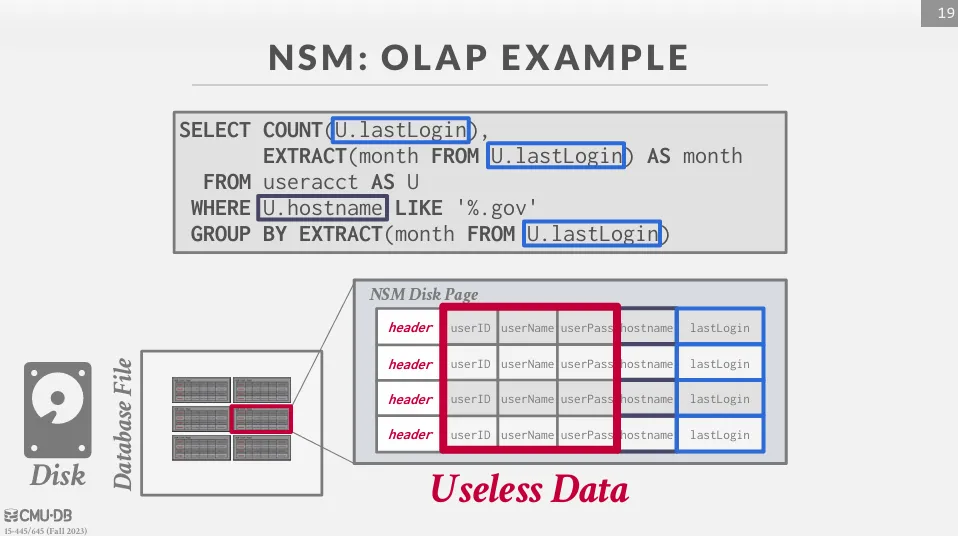 19
NSM: OLAP EXAMPLE
SELECT COUNT(U.lastLogin),
EXTRACT(month FROM U.lastLogin) AS month
FROM useracct AS U
WHERE U.hostname LIKE '%.gov'
GROUP BY EXTRACT(month FROM U.lastLogin)
NSM Disk Page
header userID userName userPass hostname lastLogin
header userID userName userPass hostname lastLogin
header userID userName userPass hostname lastLogin
header userID userName userPass hostname lastLogin
Database File
Disk
Useless Data
CMU·DB
15-445/645 (Fall 2023)